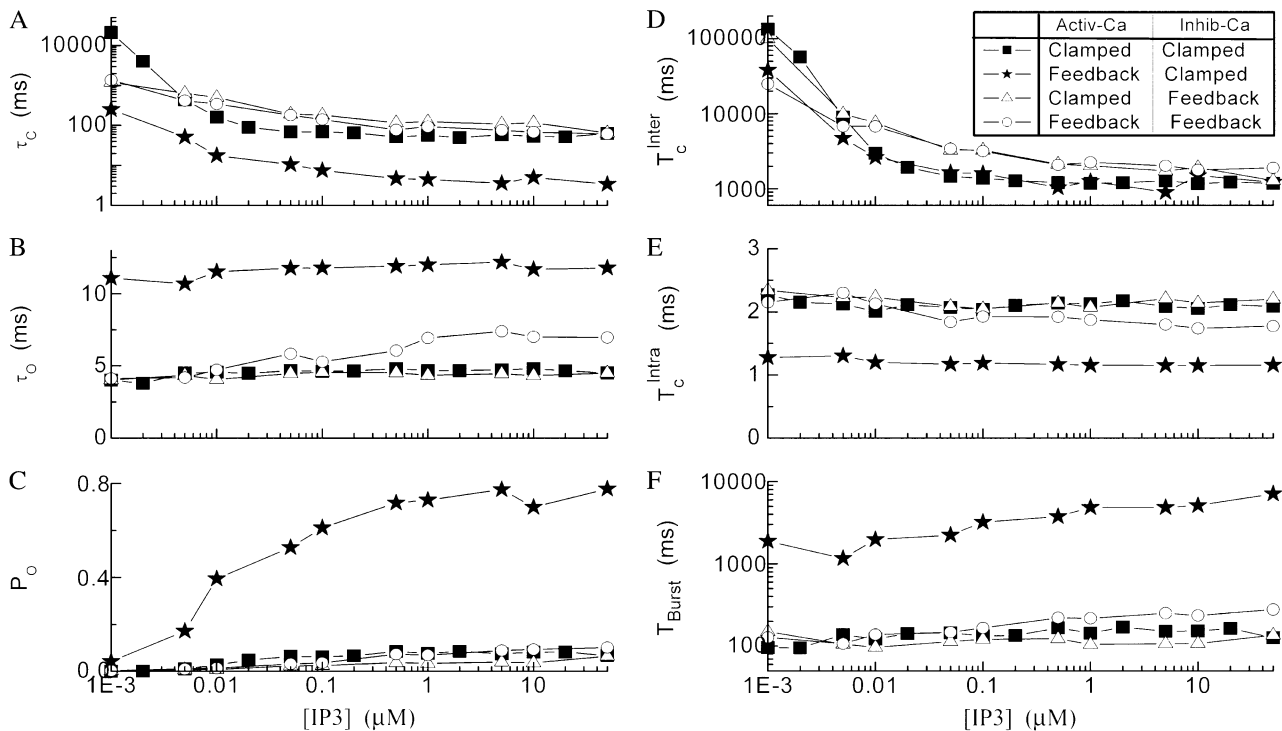 A
10000
100
1
τC (ms)
B
10
5
0
τO (ms)
C
0.8
0.4
0.0
PO
1E-3 0.01 0.1 1 10
[IP3] (µM)
D
100000
10000
1000
TcInter (ms)
Activ-Ca Inhib-Ca
Clamped Clamped
Feedback Clamped
Clamped Feedback
Feedback Feedback
E
3
2
1
0
TcIntra (ms)
F
10000
1000
100
TBurst (ms)
1E-3 0.01 0.1 1 10
[IP3] (µM)